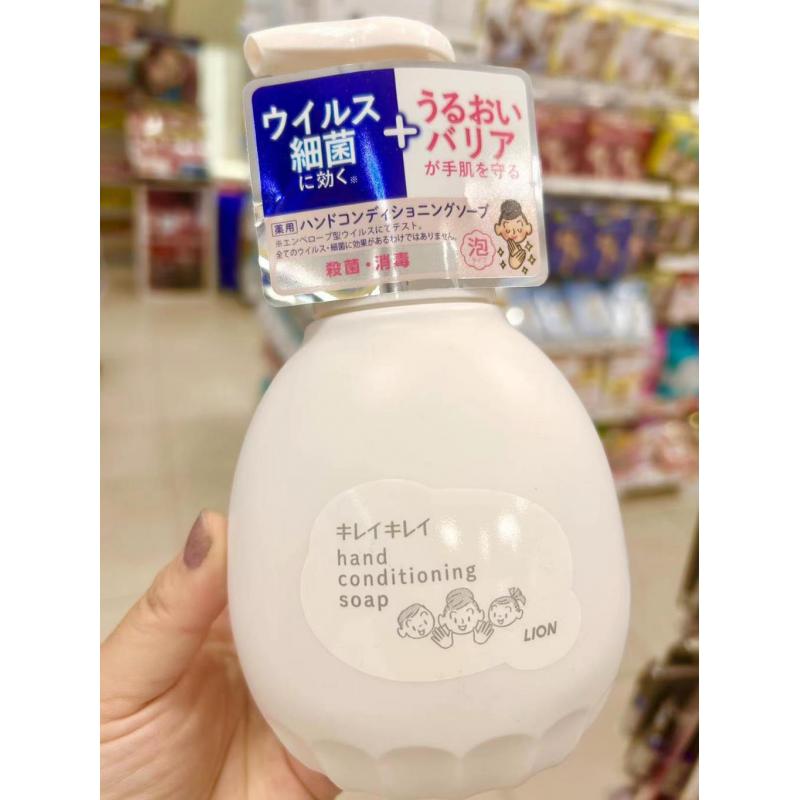 ウイルス
細菌
に効く※
+
うるおい
バリア
が手肌を守る
薬用 ハンドコンディショニングソープ
※エンベロープ型ウイルスにてテスト。
全てのウイルス・細菌に効果があるわけではありません。
殺菌・消毒
泡
キレイキレイ
hand
conditioning
soap
LION